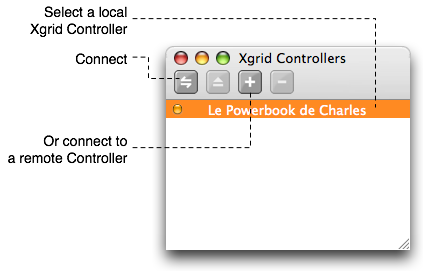 Select a local
Xgrid Controller
Connect
Xgrid Controllers
Le Powerbook de Charles
Or connect to
a remote Controller